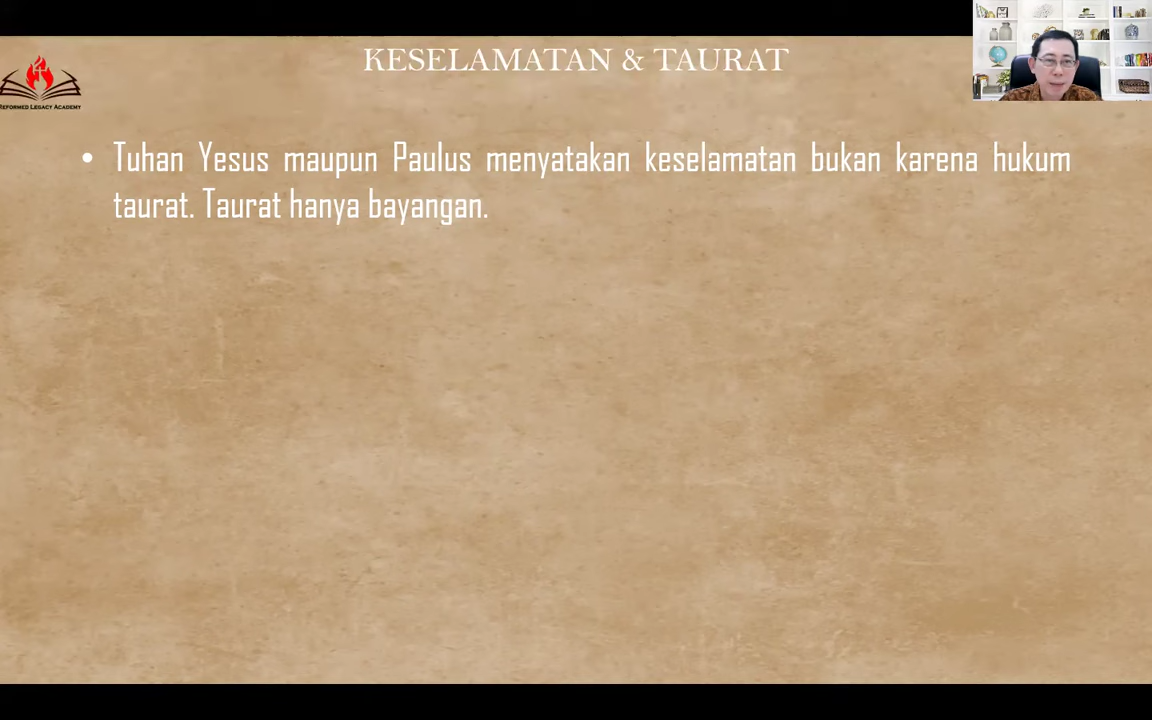 KESELAMATAN & TAURAT
REFORMED LEGACY ACADEMY
• Tuhan Yesus maupun Paulus menyatakan keselamatan bukan karena hukum
taurat. Taurat hanya bayangan.